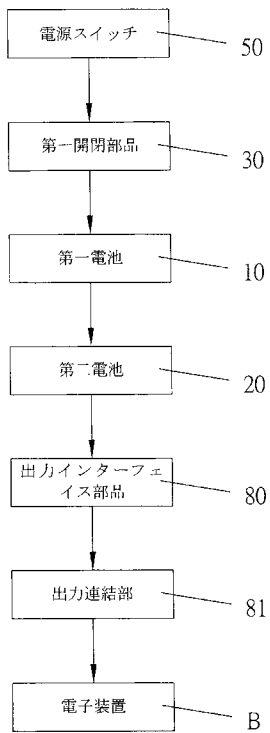 電源スイッチ
50
第一開閉部品
30
第一電池
10
第二電池
20
出力インターフェ
イス部品
80
出力連結部
81
電子装置
B